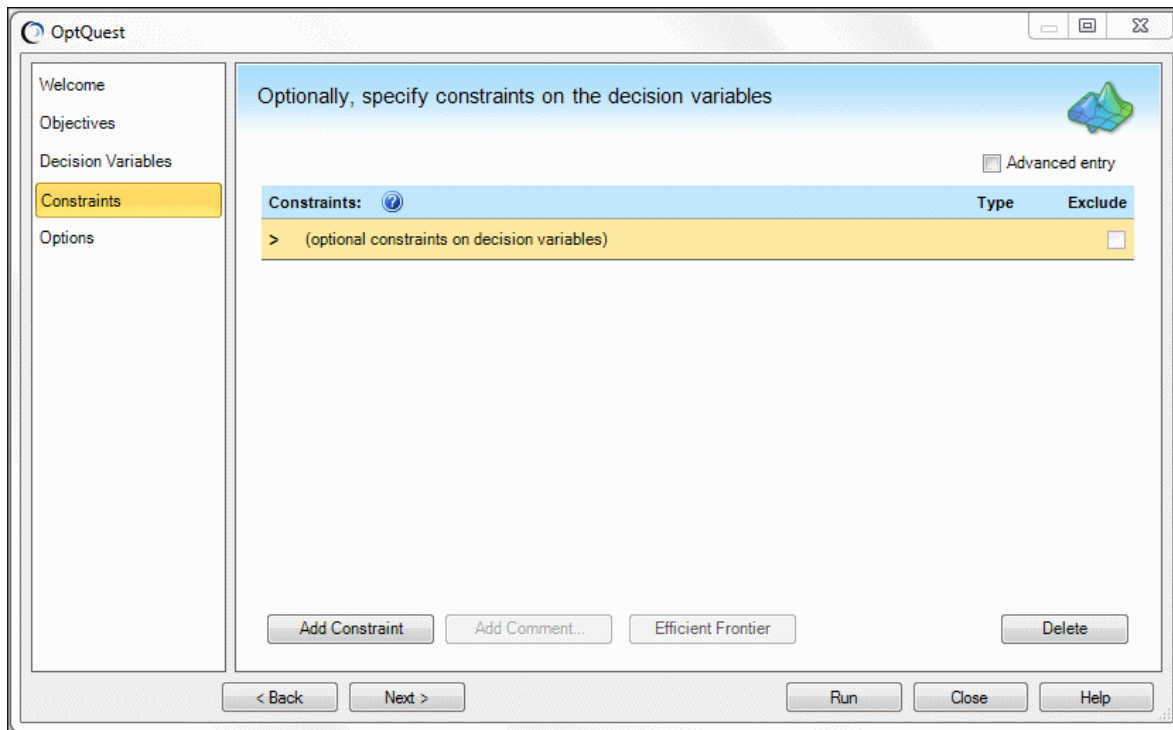 OptQuest
Welcome
Objectives
Decision Variables
Constraints
Options
Optionally, specify constraints on the decision variables
Advanced entry
Constraints: ? Type Exclude
> (optional constraints on decision variables)
Add Constraint Add Comment... Efficient Frontier Delete
< Back Next > Run Close Help